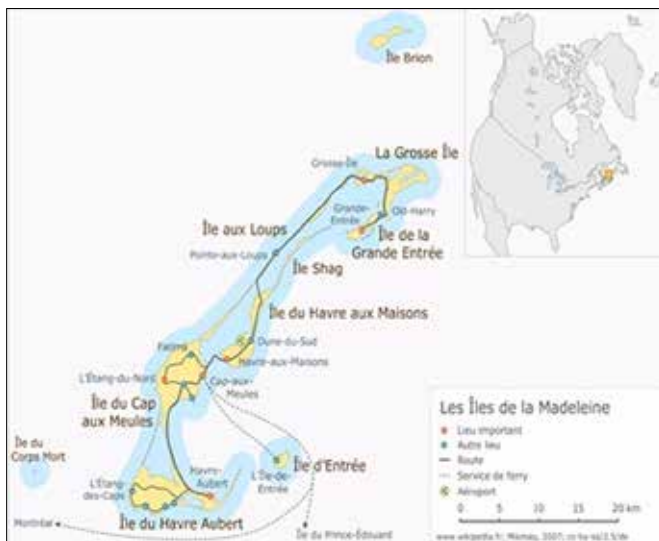 Île Brion
La Grosse Île
Grosse-Île
Grande-
Entrée
Old-Harry
Île aux Loups
Île de la
Grande Entrée
Pointe-aux-Loups
Île Shag
Île du Havre aux Maisons
Dune-du-Sud
Fatima
Havre-aux-Maisons
L'Étang-du-Nord
Cap-aux-
Meules
Île du Cap
aux Meules
Île du
Corps Mort
Île d'Entrée
L'Île-de-
Entrée
Havre-
Aubert
L'Étang-
des-Caps
Île du Havre Aubert
Montréal
Île du Prince-Édouard
Les Îles de la Madeleine
Lieu important
Autre lieu
Route
Service de ferry
Aéroport
0 5 10 20 km
www.wikipedia.fr, 2007,